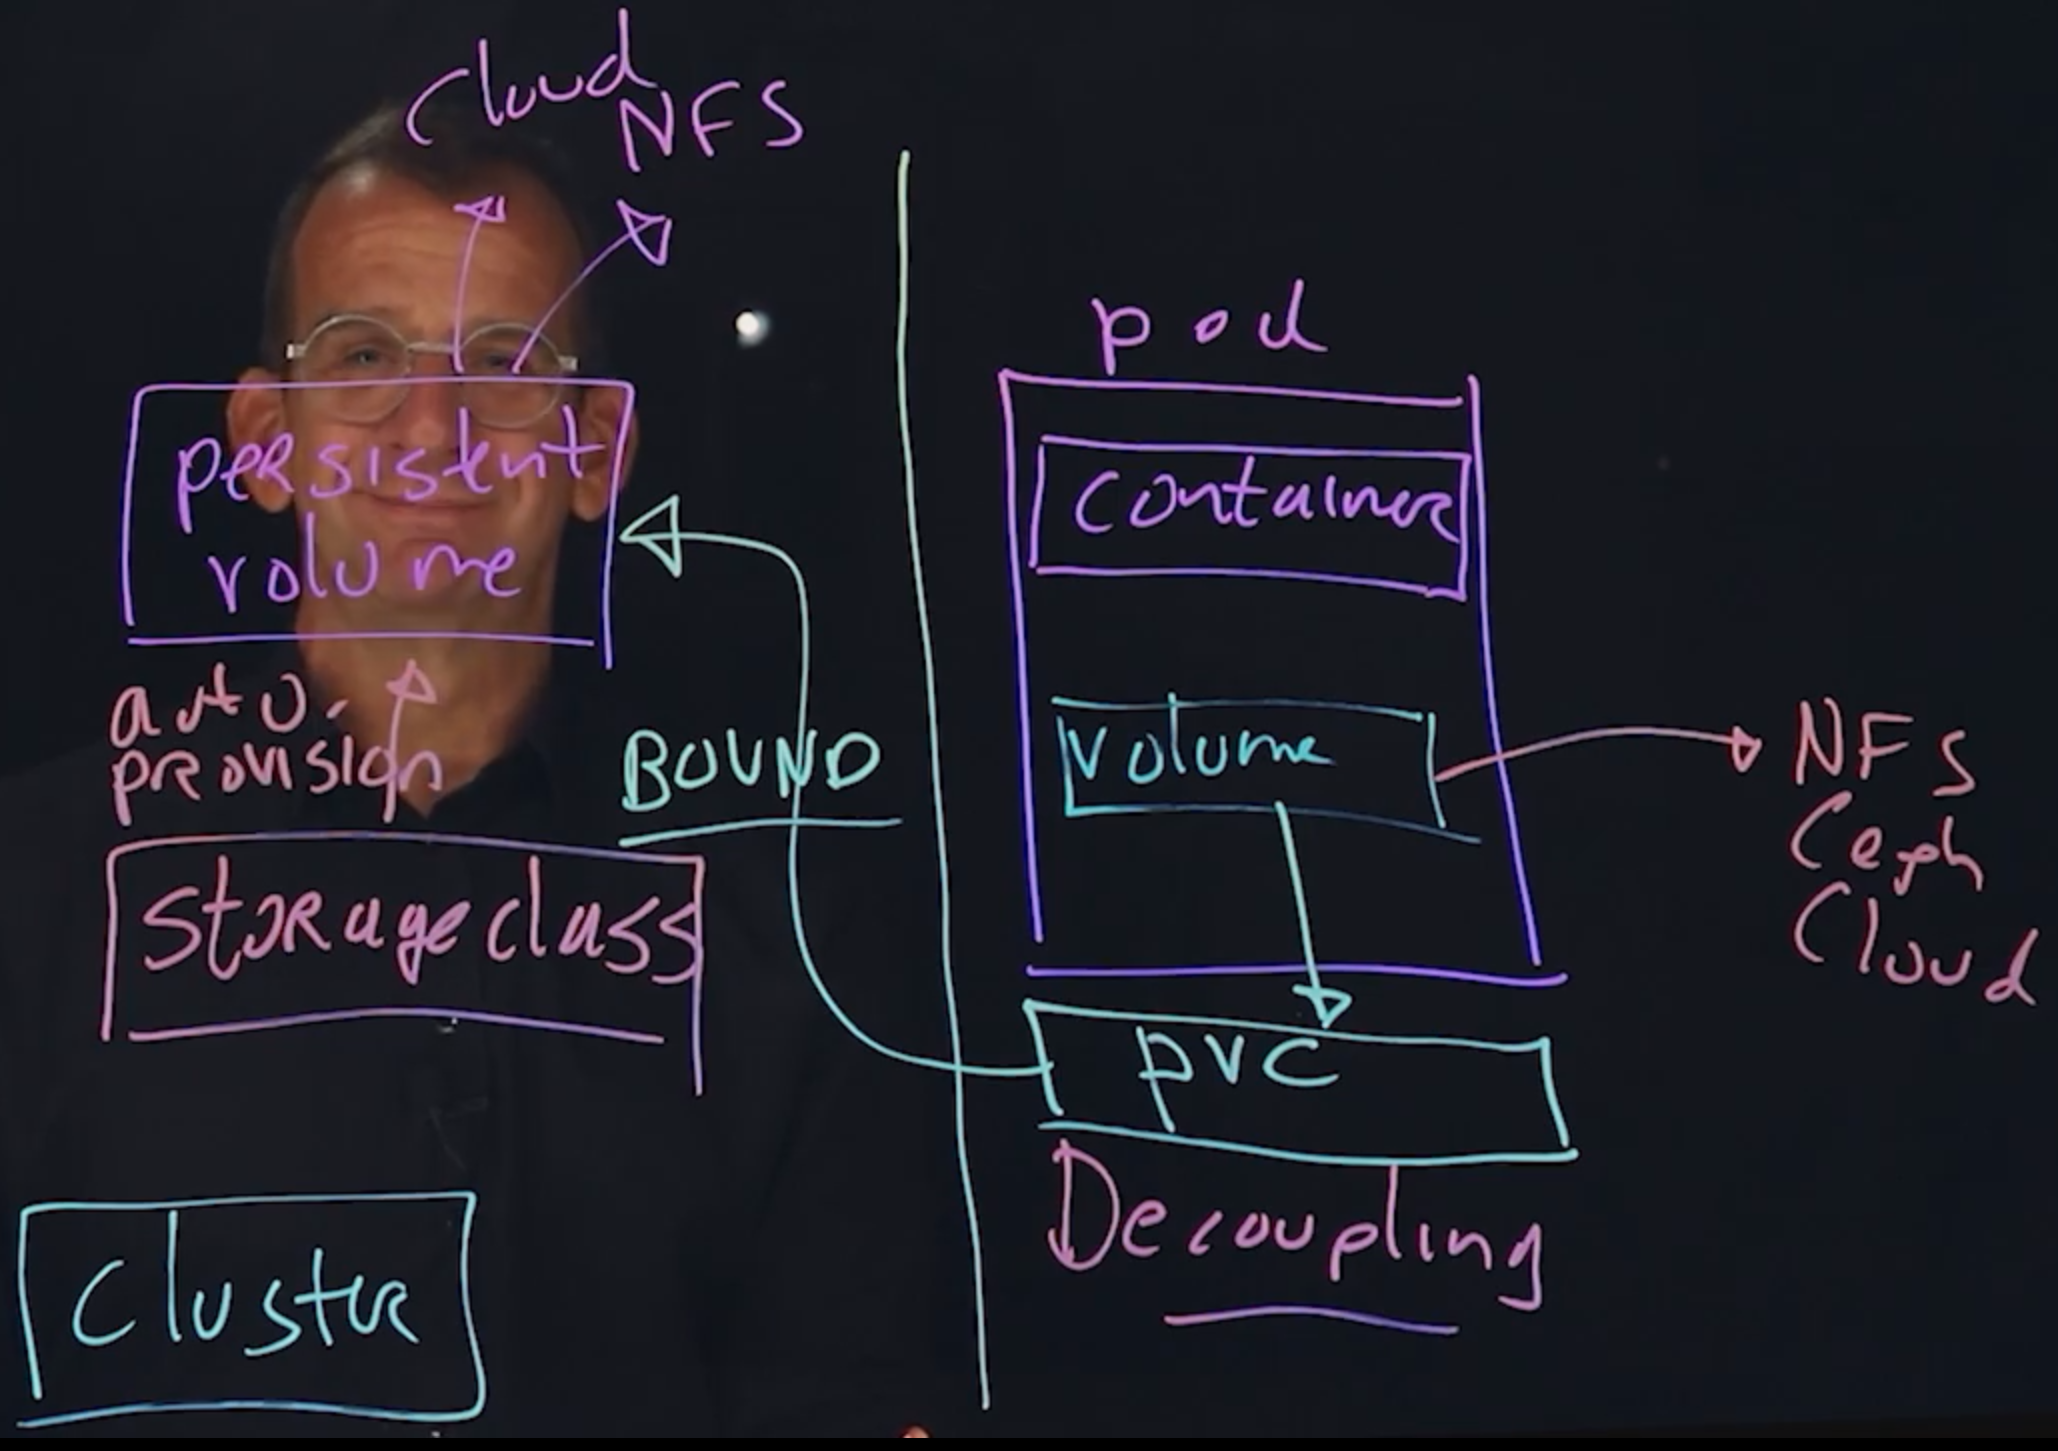 Cloud
NFS
persistent
volume
auto.
provision
storageclass
Cluster
BOUND
pod
container
volume
NFS
Ceph
Cloud
pvc
Decoupling